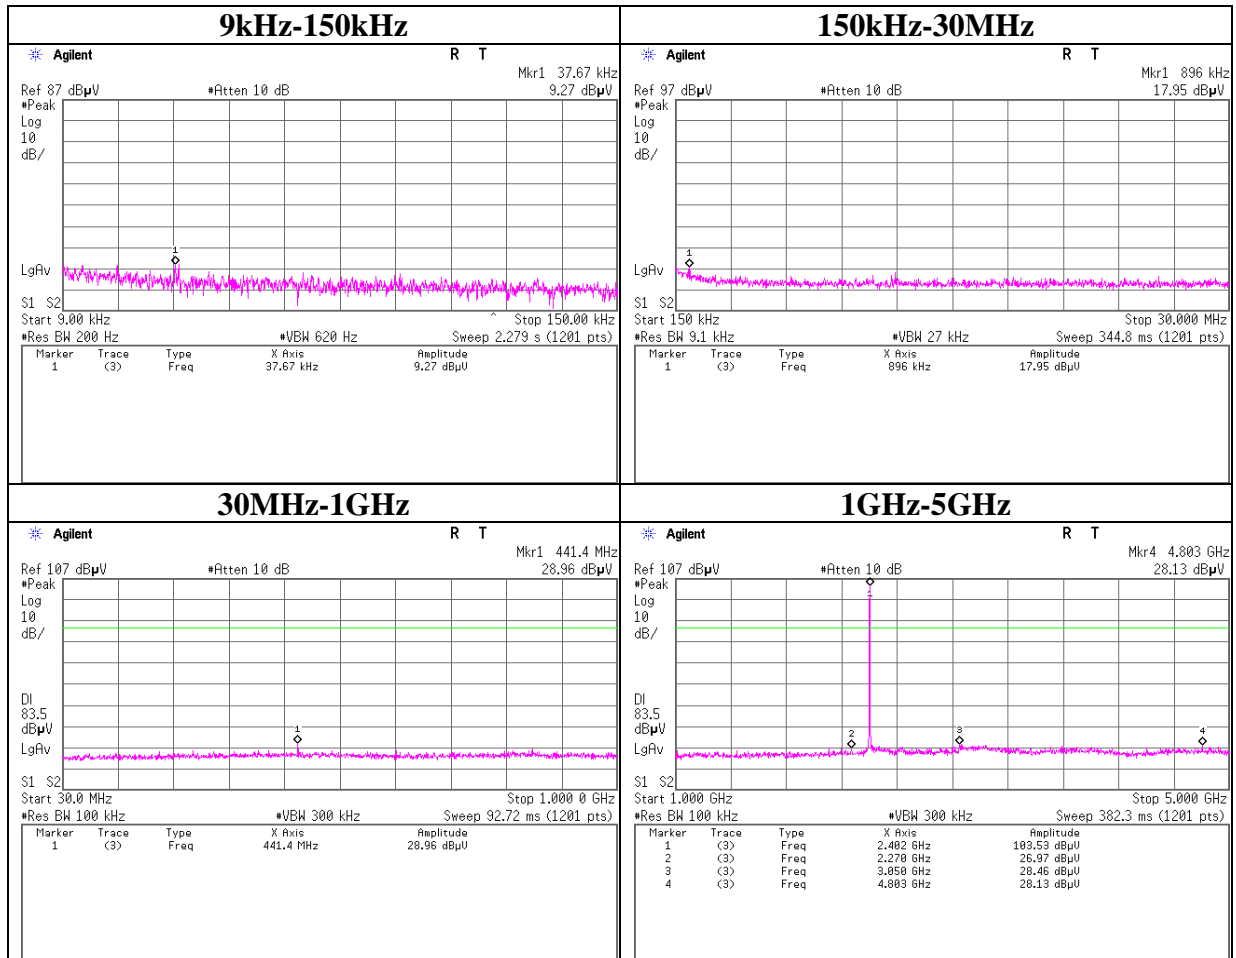 9kHz-150kHz
Agilent R T
Mkr1 37.67 kHz
Ref 87 dBµV #Atten 10 dB 9.27 dBµV
#Peak
Log
10
dB/
1
LgAv
S1 S2
Start 9.00 kHz ^ Stop 150.00 kHz
#Res BW 200 Hz #VBW 620 Hz Sweep 2.279 s (1201 pts)
Marker Trace Type X Axis Amplitude
1 (3) Freq 37.67 kHz 9.27 dBµV
150kHz-30MHz
Agilent R T
Mkr1 896 kHz
Ref 97 dBµV #Atten 10 dB 17.95 dBµV
#Peak
Log
10
dB/
1
LgAv
S1 S2
Start 150 kHz Stop 30.000 MHz
#Res BW 9.1 kHz #VBW 27 kHz Sweep 344.8 ms (1201 pts)
Marker Trace Type X Axis Amplitude
1 (3) Freq 896 kHz 17.95 dBµV
30MHz-1GHz
Agilent R T
Mkr1 441.4 MHz
Ref 107 dBµV #Atten 10 dB 28.96 dBµV
#Peak
Log
10
dB/
DI
83.5
dBµV
1
LgAv
S1 S2
Start 30.0 MHz Stop 1.000 0 GHz
#Res BW 100 kHz #VBW 300 kHz Sweep 92.72 ms (1201 pts)
Marker Trace Type X Axis Amplitude
1 (3) Freq 441.4 MHz 28.96 dBµV
1GHz-5GHz
Agilent R T
Mkr4 4.803 GHz
Ref 107 dBµV #Atten 10 dB 28.13 dBµV
#Peak
1
Log
10
dB/
DI
83.5
dBµV
2 3 4
LgAv
S1 S2
Start 1.000 GHz Stop 5.000 GHz
#Res BW 100 kHz #VBW 300 kHz Sweep 382.3 ms (1201 pts)
Marker Trace Type X Axis Amplitude
1 (3) Freq 2.402 GHz 103.53 dBµV
2 (3) Freq 2.270 GHz 26.97 dBµV
3 (3) Freq 3.050 GHz 28.46 dBµV
4 (3) Freq 4.803 GHz 28.13 dBµV